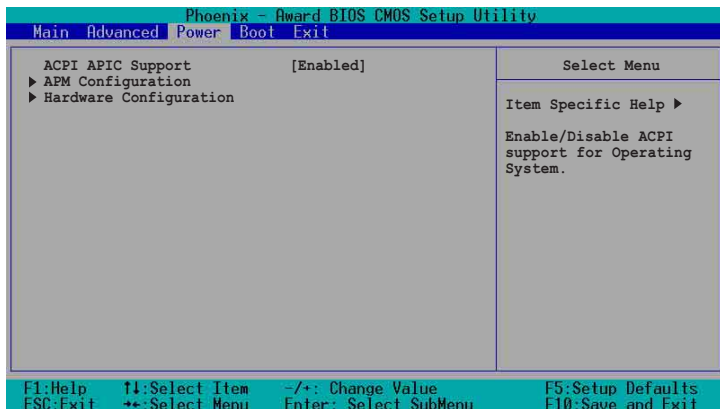 Phoenix - Award BIOS CMOS Setup Utility
Main Advanced Power Boot Exit
ACPI APIC Support [Enabled]
▶ APM Configuration
▶ Hardware Configuration
Select Menu
Item Specific Help ▶
Enable/Disable ACPI
support for Operating
System.
F1:Help ↑↓:Select Item -/+: Change Value F5:Setup Defaults
ESC:Exit →←:Select Menu Enter: Select SubMenu F10:Save and Exit